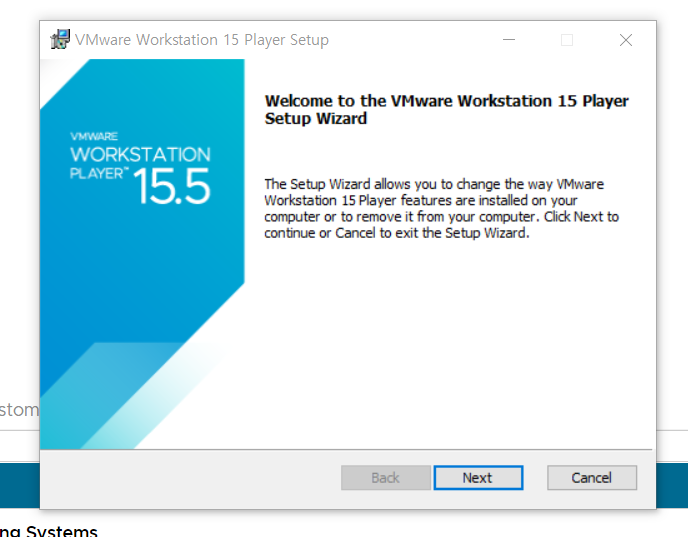 VMware Workstation 15 Player Setup
Welcome to the VMware Workstation 15 Player
Setup Wizard
VMWARE
WORKSTATION
PLAYER™ 15.5
The Setup Wizard allows you to change the way VMware
Workstation 15 Player features are installed on your
computer or to remove it from your computer. Click Next to
continue or Cancel to exit the Setup Wizard.
stom
Back Next Cancel
ng Systems